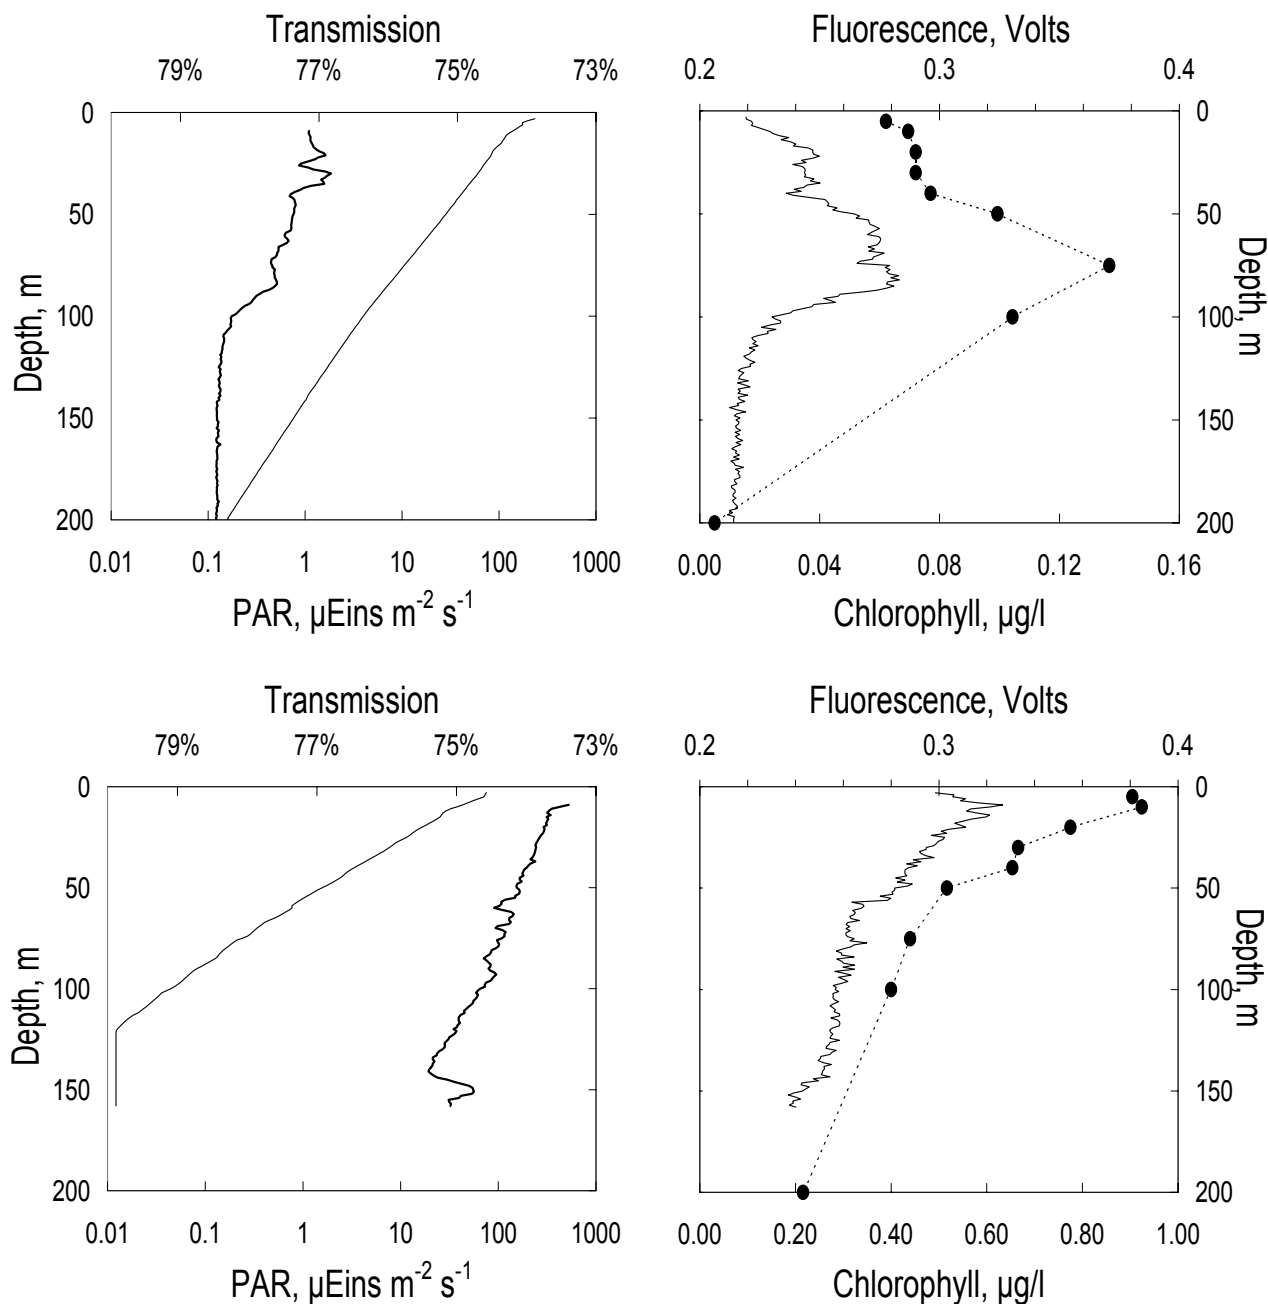 Transmission
79% 77% 75% 73%
0
50
100
150
200
Depth, m
0.01 0.1 1 10 100 1000
PAR, µEins m-2 s-1
Fluorescence, Volts
0.2 0.3 0.4
0
50
100
150
200
Depth, m
0.00 0.04 0.08 0.12 0.16
Chlorophyll, µg/l
Transmission
79% 77% 75% 73%
0
50
100
150
200
Depth, m
0.01 0.1 1 10 100 1000
PAR, µEins m-2 s-1
Fluorescence, Volts
0.2 0.3 0.4
0
50
100
150
200
Depth, m
0.00 0.20 0.40 0.60 0.80 1.00
Chlorophyll, µg/l